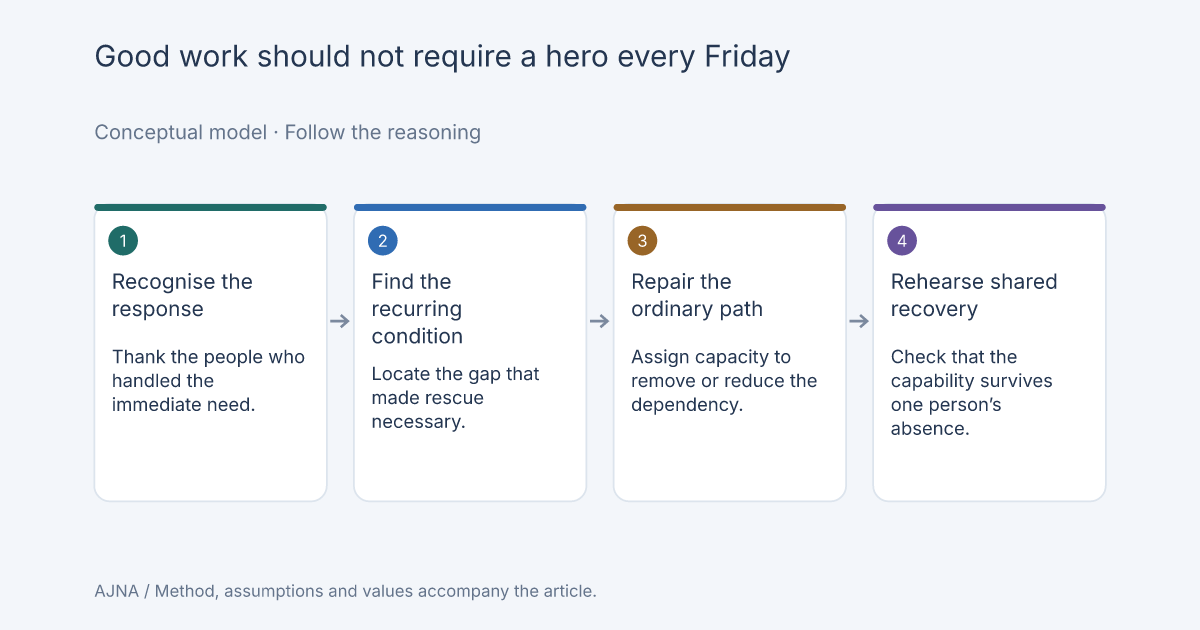 Good work should not require a hero every Friday
Conceptual model · Follow the reasoning
1
Recognise the
response
Thank the people who
handled the
immediate need.
→
2
Find the
recurring
condition
Locate the gap that
made rescue
necessary.
→
3
Repair the
ordinary path
Assign capacity to
remove or reduce the
dependency.
→
4
Rehearse shared
recovery
Check that the
capability survives
one person’s
absence.
AJNA / Method, assumptions and values accompany the article.